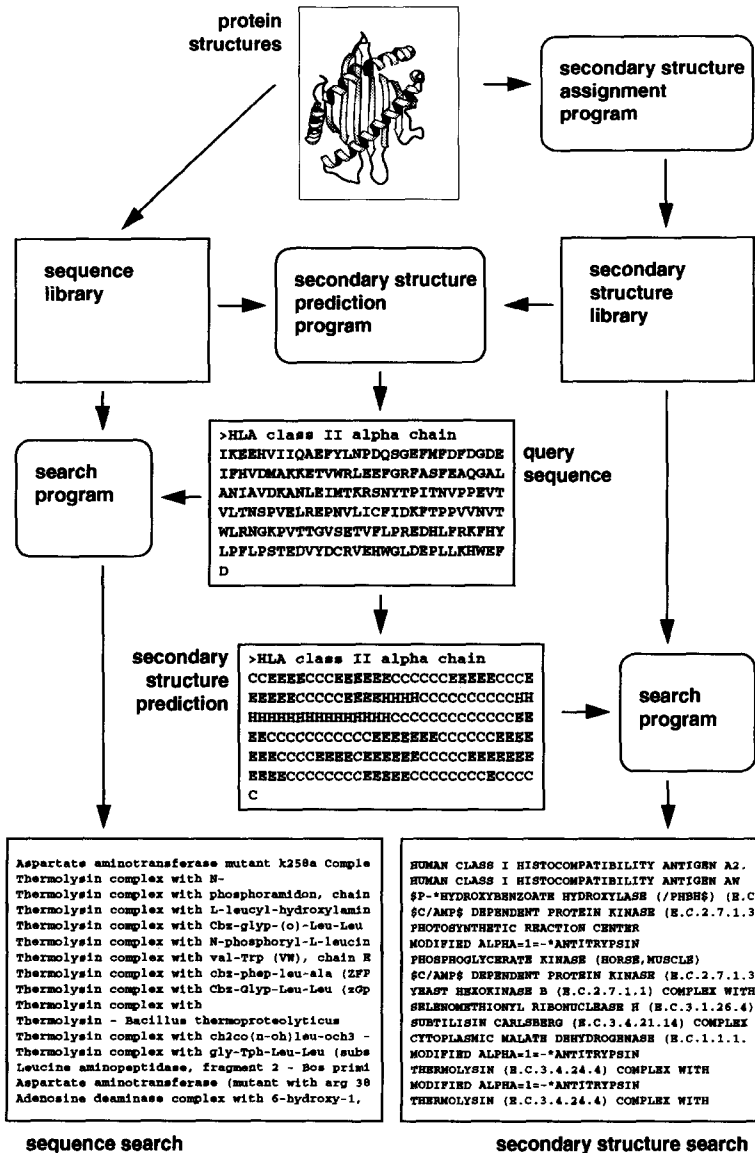 protein
structures
secondary structure
assignment
program
sequence
library
secondary structure
prediction
program
secondary
structure
library
search
program
>HLA class II alpha chain
IKEEHVIIQAEFYLNPDQSGEFMFDFDGDE
IFHVDMAKKETVWRLEEFGRFASFEAQGAL
ANIAVDKANLEIMTKRSNYTPITNVPPEVT
VLTNSPVELREPNVLICFIDKFTPPVVNVT
WLRNGKPVTTGVSETVFLPREDHLFRKFHY
LPFLPSTEDVYDCRVEHWGLDEPLLKHWEF
D
query
sequence
secondary
structure
prediction
>HLA class II alpha chain
CCEEEECCCEEEEEECCCCCCEEEEECCCE
EEEEECCCCEEEEHHHHCCCCCCCCCCCHH
HHHHHHHHHHHHHHHCCCCCCCCCCCCCEE
EECCCCCCCCCCCEEEEEEECCCCCCEEEE
EEECCCCEEEECEEEEEECCCCCEEEEEEE
EEEECCCCCCCCEEEEECCCCCCCCECCCC
C
search
program
Aspartate aminotransferase mutant k258a Comple
Thermolysin complex with N-
Thermolysin complex with phosphoramidon, chain
Thermolysin complex with L-leucyl-hydroxylamin
Thermolysin complex with Cbz-glyp-(o)-Leu-Leu
Thermolysin complex with N-phosphoryl-L-leucin
Thermolysin complex with val-Trp (VW), chain E
Thermolysin complex with cbz-phep-leu-ala (ZFP
Thermolysin complex with Cbz-Glyp-Leu-Leu (zGp
Thermolysin complex with
Thermolysin - Bacillus thermoproteolyticus
Thermolysin complex with ch2co(n-oh)leu-och3 -
Thermolysin complex with gly-Tph-Leu-Leu (subs
Leucine aminopeptidase, fragment 2 - Bos primi
Aspartate aminotransferase (mutant with arg 38
Adenosine deaminase complex with 6-hydroxy-1,
sequence search
HUMAN CLASS I HISTOCOMPATIBILITY ANTIGEN A2.
HUMAN CLASS I HISTOCOMPATIBILITY ANTIGEN AW
$P-*HYDROXYBENZOATE HYDROXYLASE (/PHBH$) (E.C
$C/AMP$ DEPENDENT PROTEIN KINASE (E.C.2.7.1.3
PHOTOSYNTHETIC REACTION CENTER
MODIFIED ALPHA=1=-*ANTITRYPSIN
PHOSPHOGLYCERATE KINASE (HORSE,MUSCLE)
$C/AMP$ DEPENDENT PROTEIN KINASE (E.C.2.7.1.3
YEAST HEXOKINASE B (E.C.2.7.1.1) COMPLEX WITH
SELENOMETHIONYL RIBONUCLEASE H (E.C.3.1.26.4)
SUBTILISIN CARLSBERG (E.C.3.4.21.14) COMPLEX
CYTOPLASMIC MALATE DEHYDROGENASE (E.C.1.1.1.
MODIFIED ALPHA=1=-*ANTITRYPSIN
THERMOLYSIN (E.C.3.4.24.4) COMPLEX WITH
MODIFIED ALPHA=1=-*ANTITRYPSIN
THERMOLYSIN (E.C.3.4.24.4) COMPLEX WITH
secondary structure search